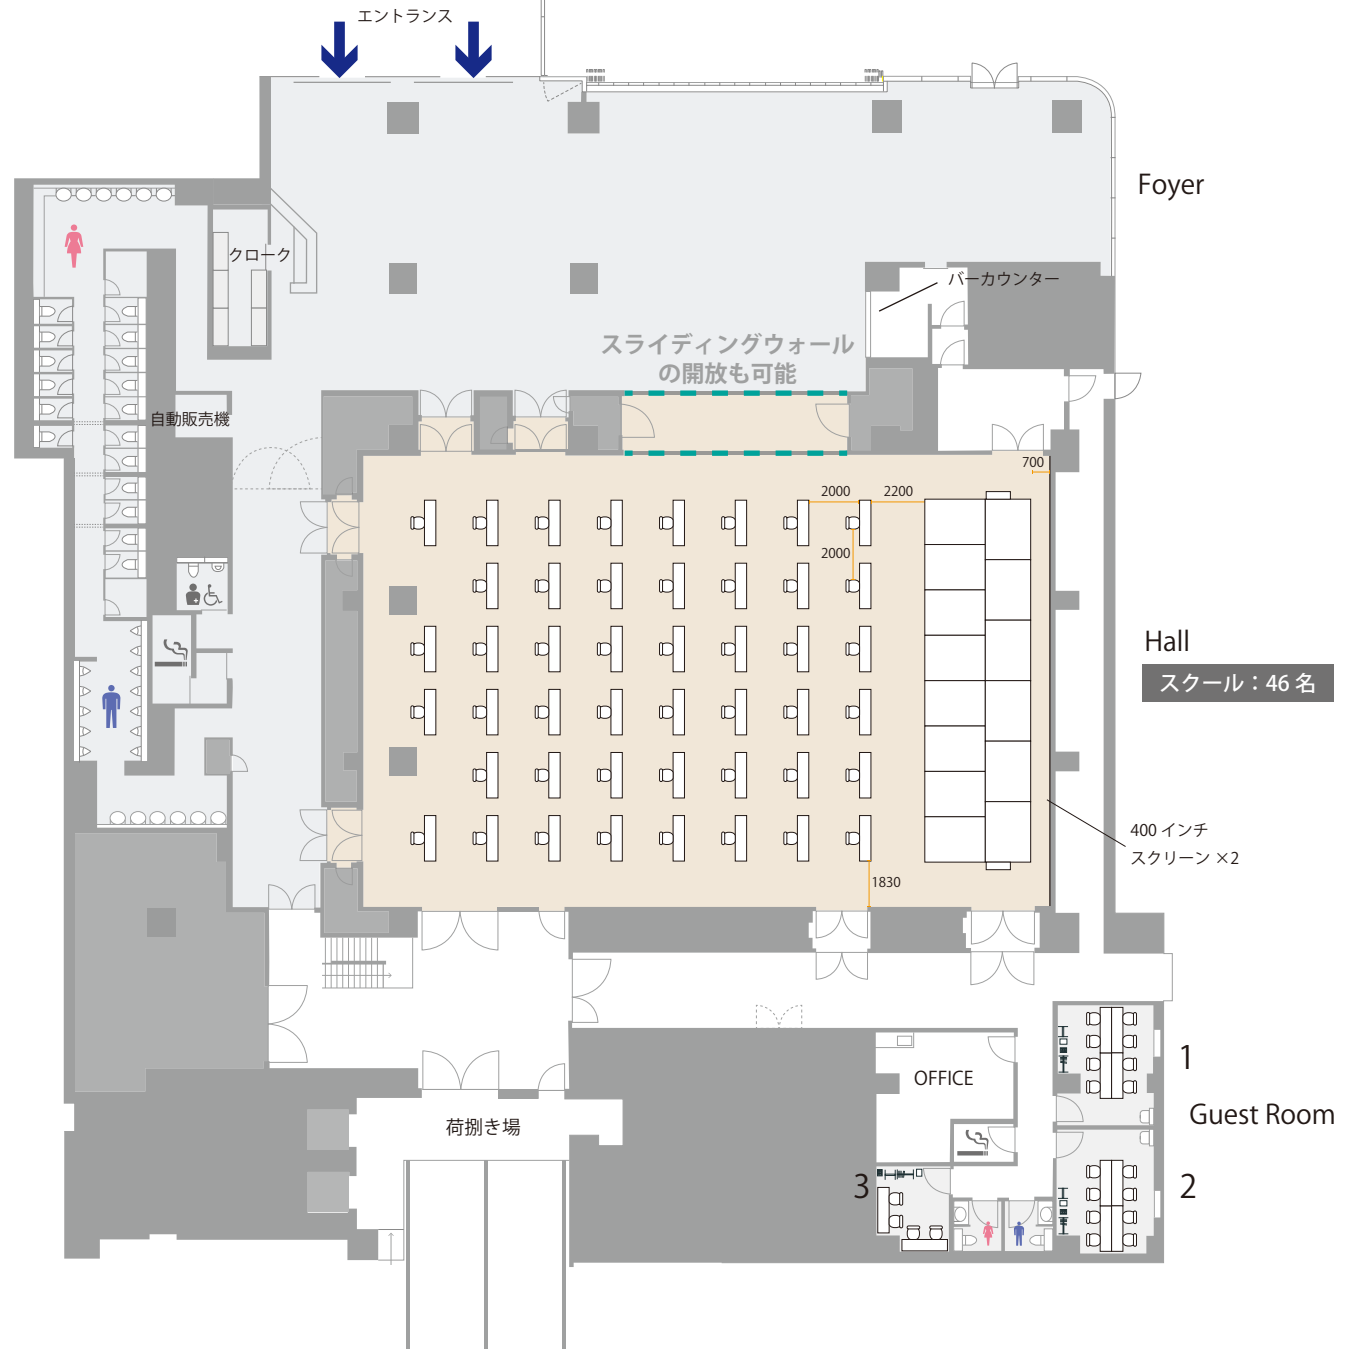 エントランス
Foyer
クローク
バーカウンター
スライディングウォール
の開放も可能
自動販売機
700
2000
2200
2000
Hall
スクール：46 名
400 インチ
スクリーン ×2
1830
1
OFFICE
Guest Room
荷捌き場
3
2